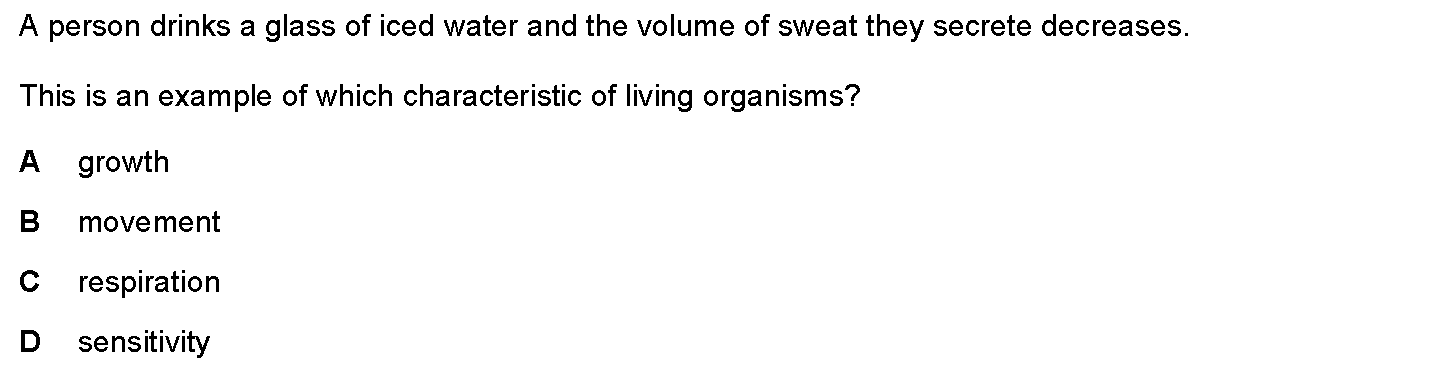 A person drinks a glass of iced water and the volume of sweat they secrete decreases.
This is an example of which characteristic of living organisms?
A growth
B movement
C respiration
D sensitivity